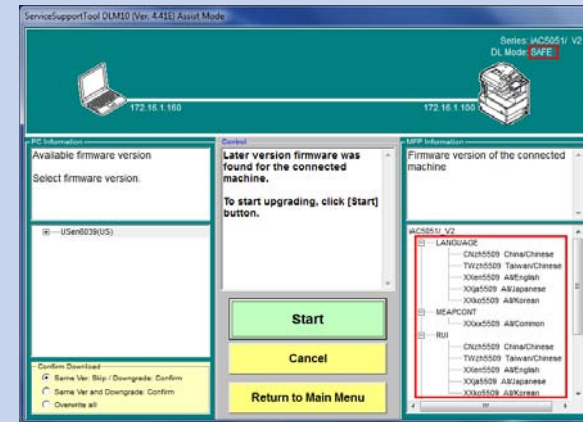 ServiceSupportTool DLM10 (Ver. 4.41E) Assist Mode
Series: iAC5051/ V2
DL Mode: SAFE
172.16.1.160
172.16.1.100
PC Information
Available firmware version
Select firmware version.
USen6039(US)
Confirm Download
Same Ver: Skip / Downgrade: Confirm
Same Ver and Downgrade: Confirm
Overwrite all
Control
Later version firmware was
found for the connected
machine.
To start upgrading, click [Start]
button.
Start
Cancel
Return to Main Menu
MFP Information
Firmware version of the connected
machine
iAC5051/_V2
LANGUAGE
CNzh5509 China/Chinese
TWzh5509 Taiwan/Chinese
XXen5509 All/English
XXja5509 All/Japanese
XXko5509 All/Korean
MEAPCONT
XXxx5509 All/Common
RUI
CNzh5509 China/Chinese
TWzh5509 Taiwan/Chinese
XXen5509 All/English
XXja5509 All/Japanese
XXko5509 All/Korean